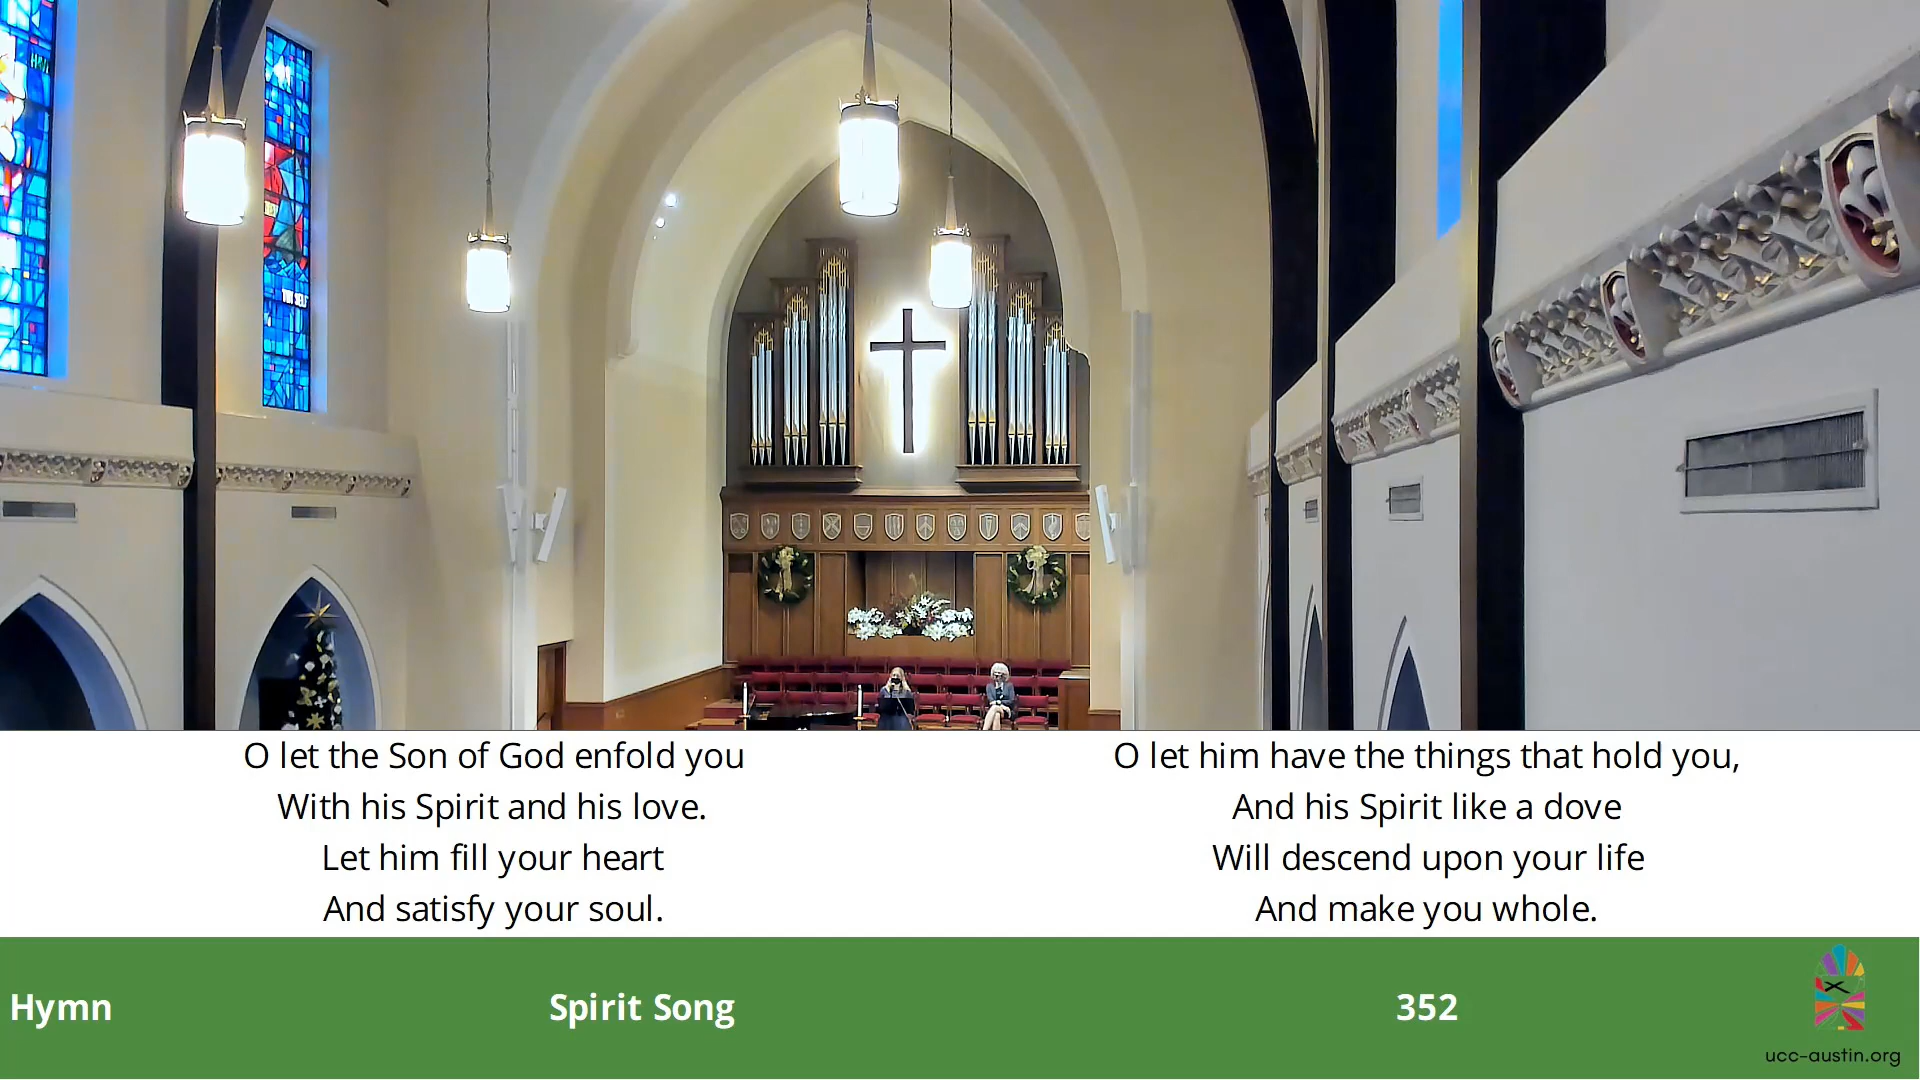 O let the Son of God enfold you
With his Spirit and his love.
Let him fill your heart
And satisfy your soul.
O let him have the things that hold you,
And his Spirit like a dove
Will descend upon your life
And make you whole.
Hymn
Spirit Song
352
ucc-austin.org